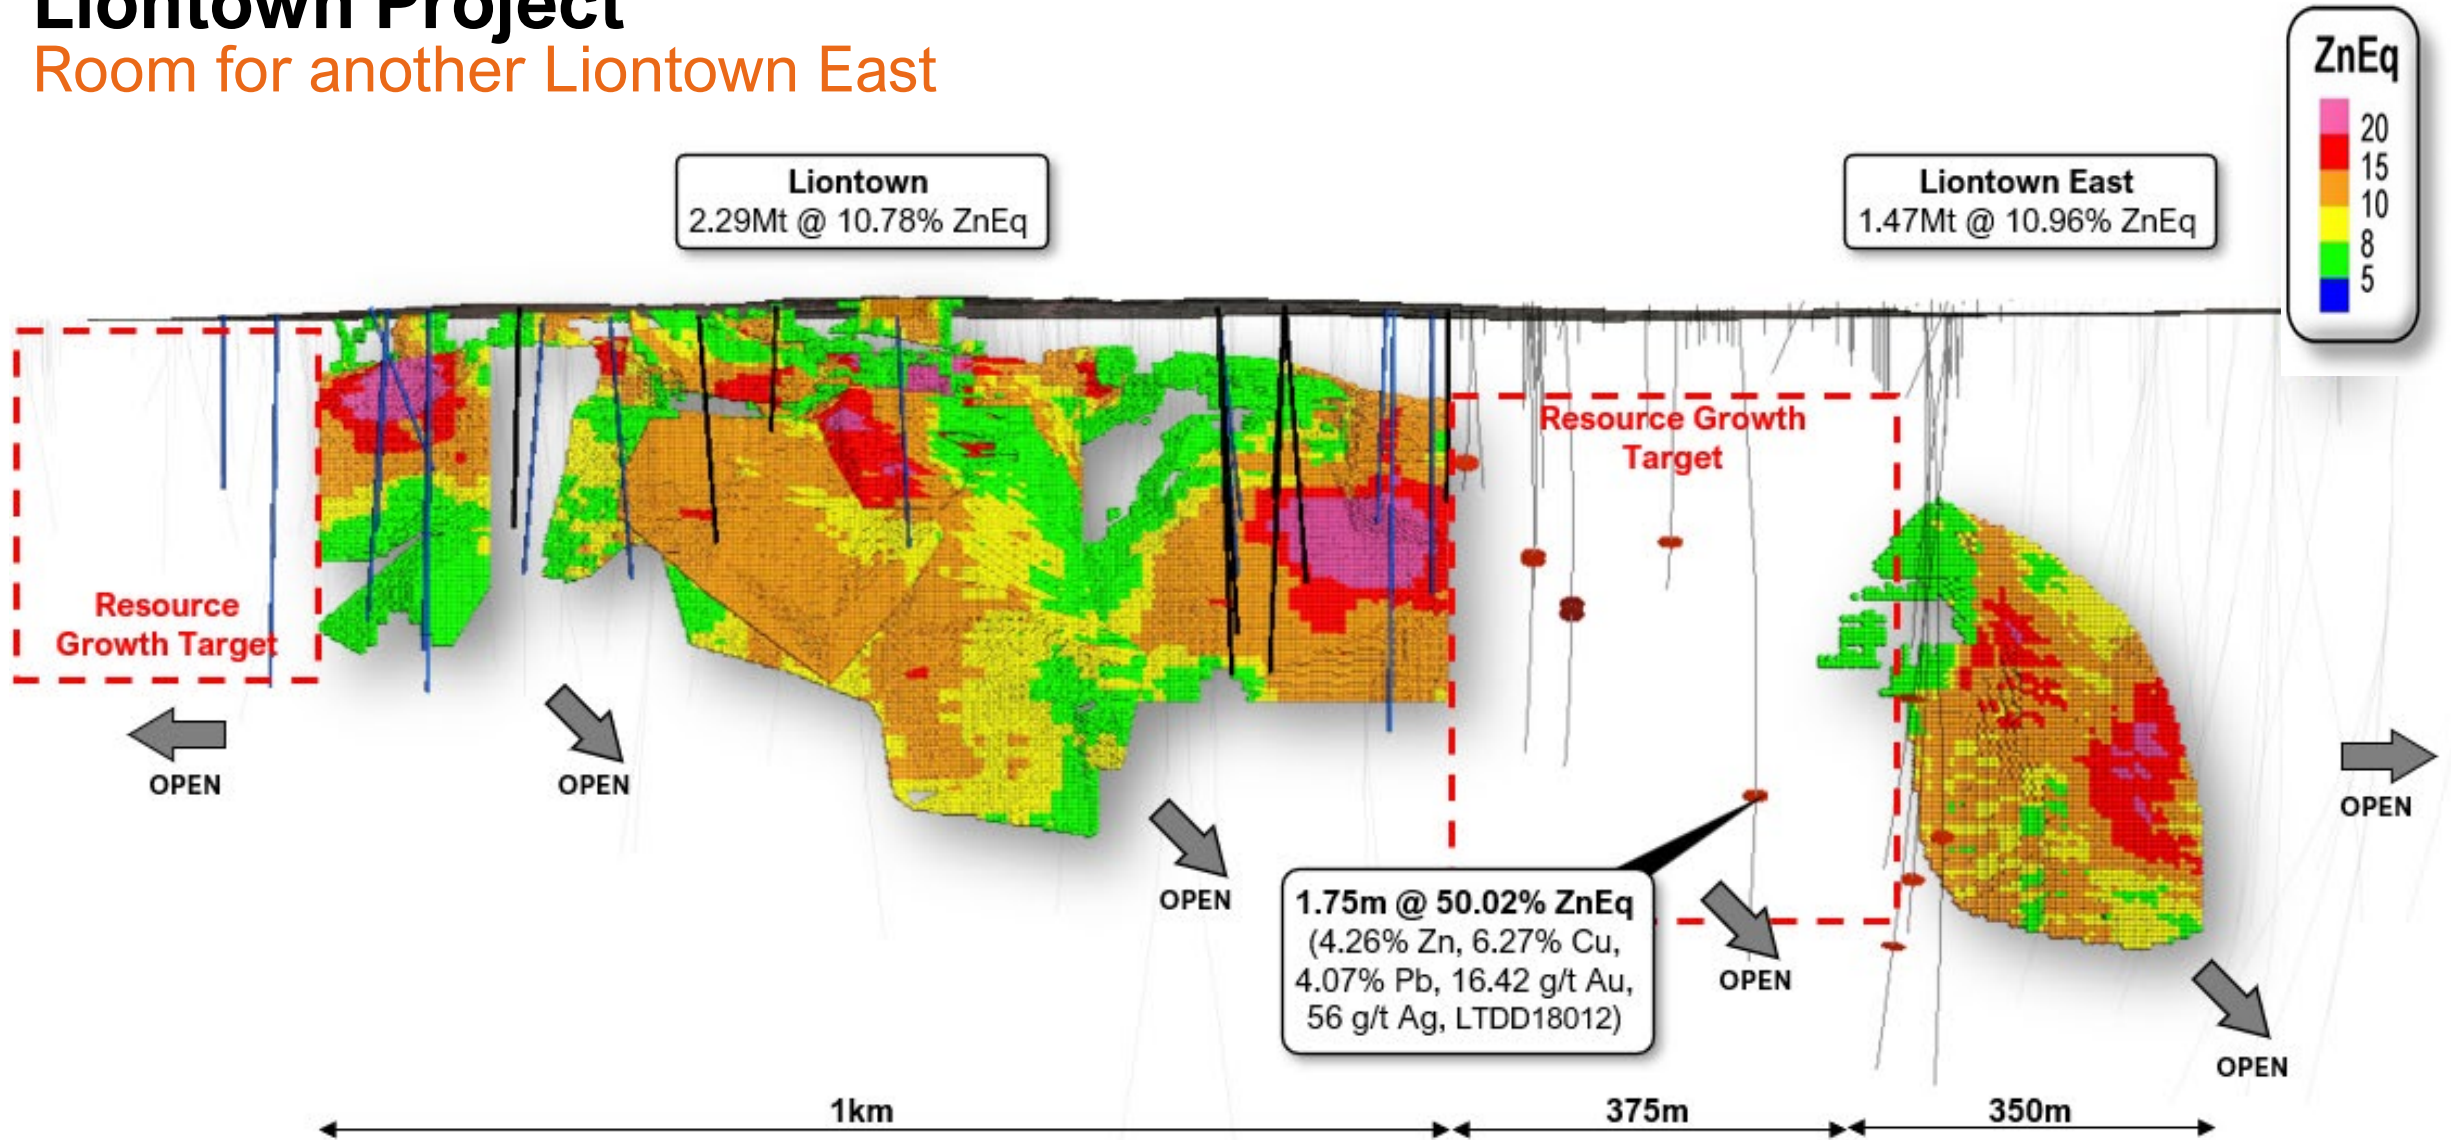 Liontown Project
Room for another Liontown East
ZnEq
20
15
10
8
5
Liontown
2.29Mt @ 10.78% ZnEq
Liontown East
1.47Mt @ 10.96% ZnEq
Resource Growth
Target
Resource
Growth Target
OPEN
OPEN
OPEN
OPEN
OPEN
OPEN
1.75m @ 50.02% ZnEq
(4.26% Zn, 6.27% Cu,
4.07% Pb, 16.42 g/t Au,
56 g/t Ag, LTDD18012)
1km
375m
350m